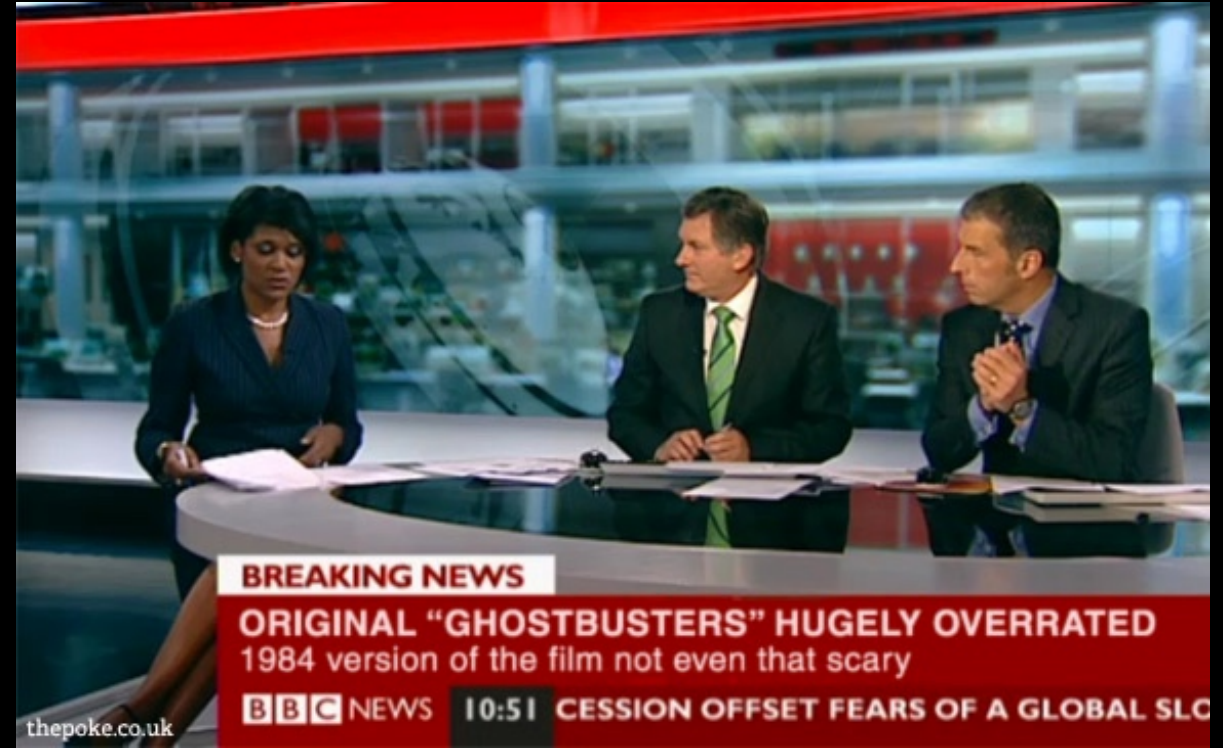 BREAKING NEWS
ORIGINAL “GHOSTBUSTERS” HUGELY OVERRATED
1984 version of the film not even that scary
BBC NEWS 10:51 CESSION OFFSET FEARS OF A GLOBAL SLO
thepoke.co.uk